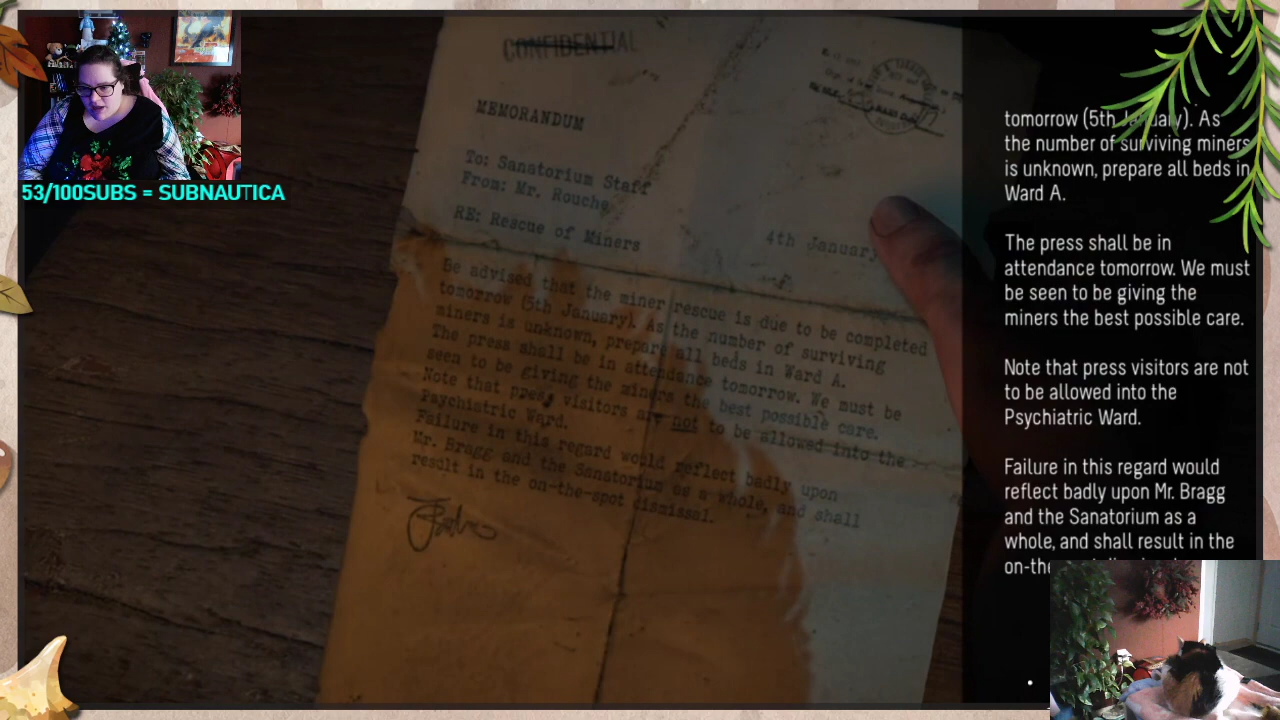 CONFIDENTIAL
MEMORANDUM
To: Sanatorium Staff
From: Mr. Rouche
RE: Rescue of Miners
4th January
Be advised that the miner rescue is due to be completed
tomorrow (5th January). As the number of surviving
miners is unknown, prepare all beds in Ward A.
The press shall be in attendance tomorrow. We must be
seen to be giving the miners the best possible care.
Note that press visitors are not to be allowed into the
Psychiatric Ward.
Failure in this regard would reflect badly upon
Mr. Bragg and the Sanatorium as a whole, and shall
result in the on-the-spot dismissal.
53/100SUBS = SUBNAUTICA
tomorrow (5th January). As
the number of surviving miners
is unknown, prepare all beds in
Ward A.
The press shall be in
attendance tomorrow. We must
be seen to be giving the
miners the best possible care.
Note that press visitors are not
to be allowed into the
Psychiatric Ward.
Failure in this regard would
reflect badly upon Mr. Bragg
and the Sanatorium as a
whole, and shall result in the